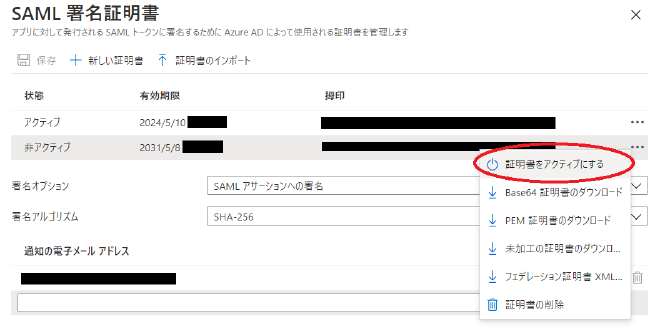 SAML 署名証明書
アプリに対して発行される SAML トークンに署名するために Azure AD によって使用される証明書を管理します
保存 新しい証明書 証明書のインポート
状態 有効期限 拇印
アクティブ 2024/5/10
非アクティブ 2031/5/8
証明書をアクティブにする
Base64 証明書のダウンロード
PEM 証明書のダウンロード
未加工の証明書のダウンロ...
フェデレーション証明書 XML...
証明書の削除
署名オプション SAML アサーションへの署名
署名アルゴリズム SHA-256
通知の電子メール アドレス